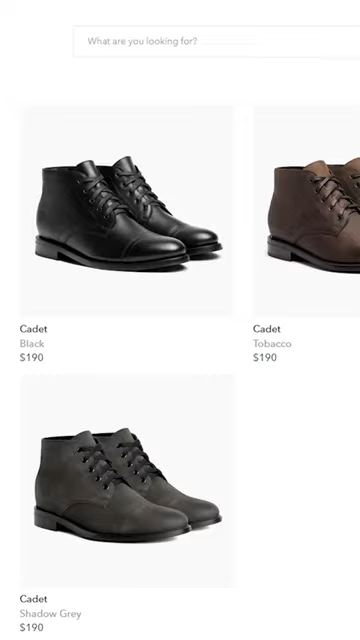 What are you looking for?
Cadet
Black
$190
Cadet
Tobacco
$190
Cadet
Shadow Grey
$190